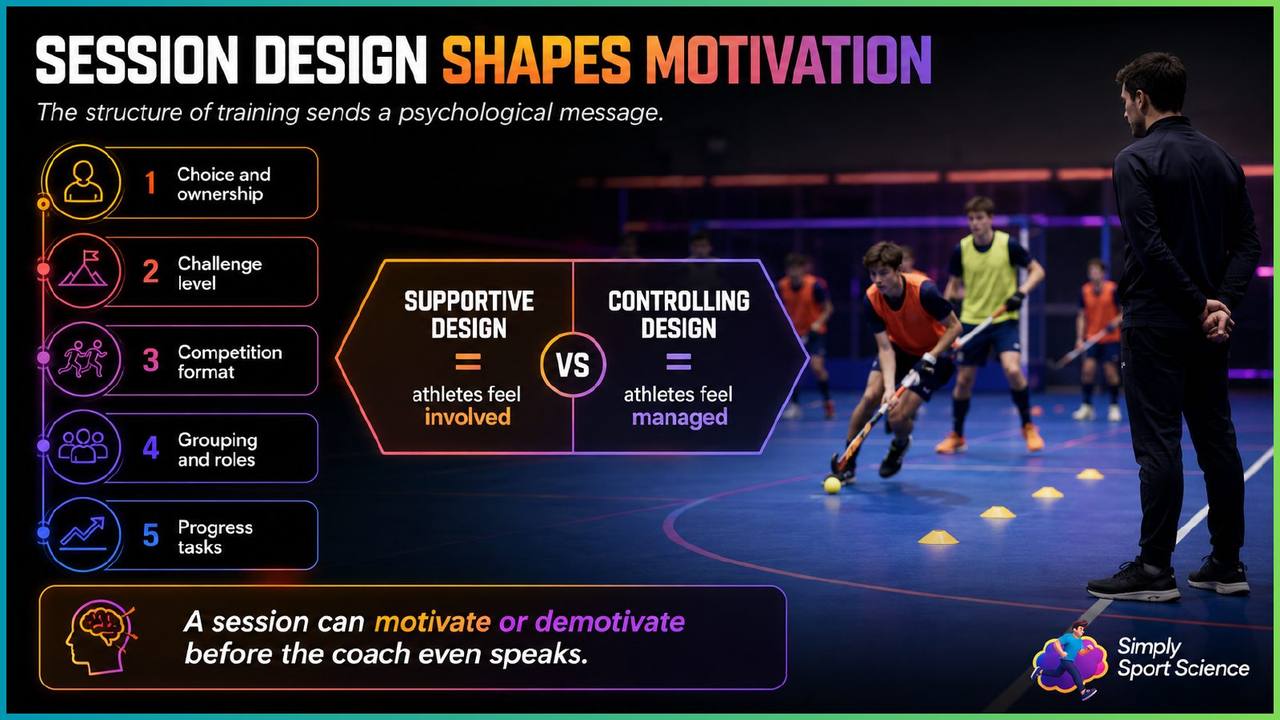 SESSION DESIGN SHAPES MOTIVATION
The structure of training sends a psychological message.
1 Choice and
ownership
2 Challenge
level
3 Competition
format
4 Grouping
and roles
5 Progress
tasks
SUPPORTIVE
DESIGN
=
athletes feel
involved
VS
CONTROLLING
DESIGN
=
athletes feel
managed
A session can motivate or demotivate
before the coach even speaks.
Simply
Sport Science